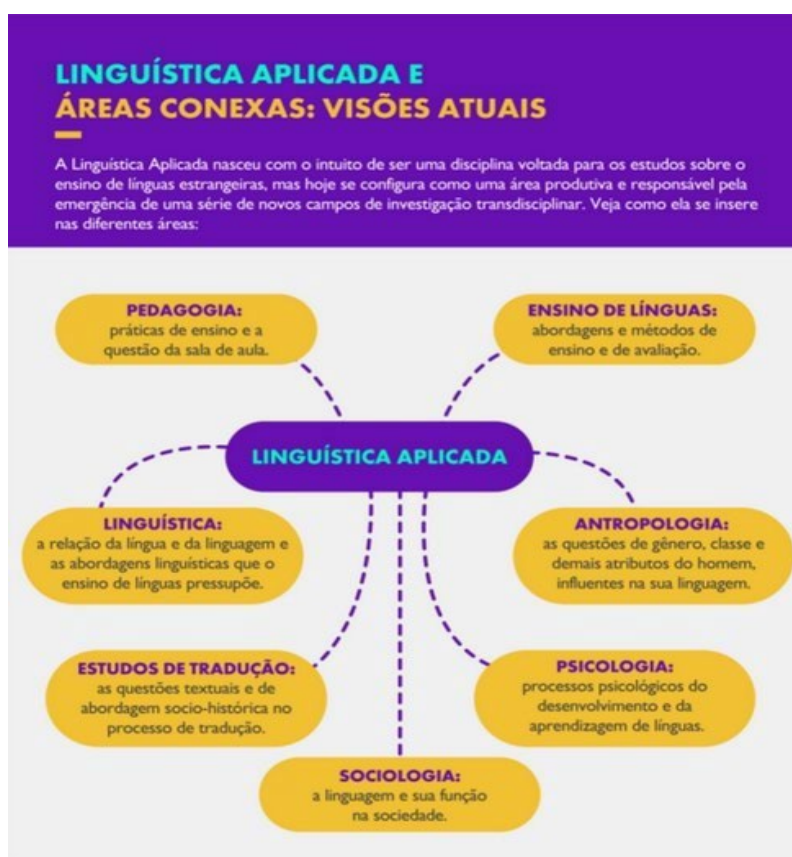 LINGUÍSTICA APLICADA E
ÁREAS CONEXAS: VISÕES ATUAIS
A Linguística Aplicada nasceu com o intuito de ser uma disciplina voltada para os estudos sobre o
ensino de línguas estrangeiras, mas hoje se configura como uma área produtiva e responsável pela
emergência de uma série de novos campos de investigação transdisciplinar. Veja como ela se insere
nas diferentes áreas:
PEDAGOGIA:
práticas de ensino e a
questão da sala de aula.
ENSINO DE LÍNGUAS:
abordagens e métodos de
ensino e de avaliação.
LINGUÍSTICA APLICADA
LINGUÍSTICA:
a relação da língua e da linguagem e
as abordagens linguísticas que o
ensino de línguas pressupõe.
ANTROPOLOGIA:
as questões de gênero, classe e
demais atributos do homem,
influentes na sua linguagem.
ESTUDOS DE TRADUÇÃO:
as questões textuais e de
abordagem socio-histórica no
processo de tradução.
PSICOLOGIA:
processos psicológicos do
desenvolvimento e da
aprendizagem de línguas.
SOCIOLOGIA:
a linguagem e sua função
na sociedade.